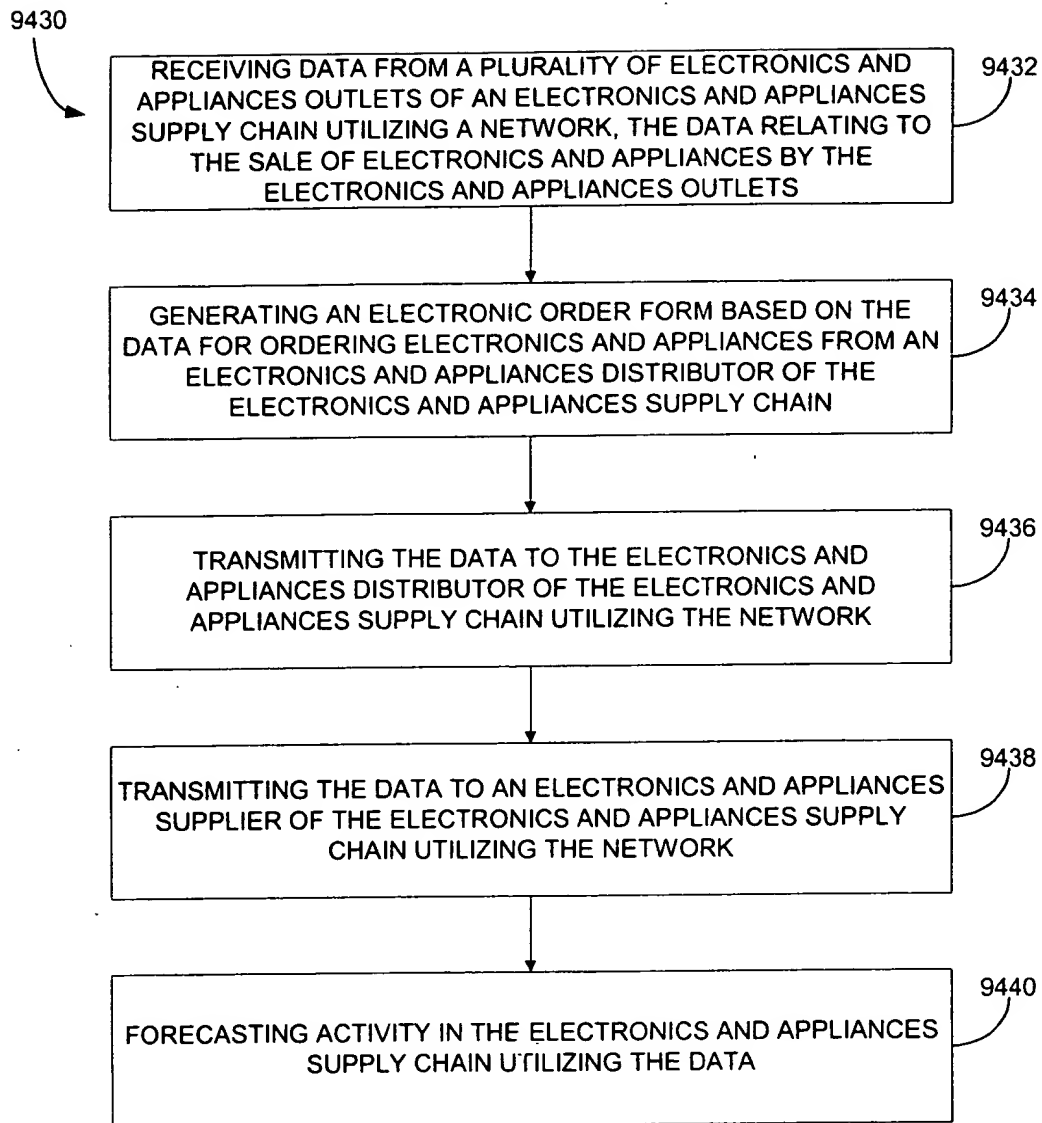 9430
RECEIVING DATA FROM A PLURALITY OF ELECTRONICS AND
APPLIANCES OUTLETS OF AN ELECTRONICS AND APPLIANCES
SUPPLY CHAIN UTILIZING A NETWORK, THE DATA RELATING TO
THE SALE OF ELECTRONICS AND APPLIANCES BY THE
ELECTRONICS AND APPLIANCES OUTLETS
9432
GENERATING AN ELECTRONIC ORDER FORM BASED ON THE
DATA FOR ORDERING ELECTRONICS AND APPLIANCES FROM AN
ELECTRONICS AND APPLIANCES DISTRIBUTOR OF THE
ELECTRONICS AND APPLIANCES SUPPLY CHAIN
9434
TRANSMITTING THE DATA TO THE ELECTRONICS AND
APPLIANCES DISTRIBUTOR OF THE ELECTRONICS AND
APPLIANCES SUPPLY CHAIN UTILIZING THE NETWORK
9436
TRANSMITTING THE DATA TO AN ELECTRONICS AND APPLIANCES
SUPPLIER OF THE ELECTRONICS AND APPLIANCES SUPPLY
CHAIN UTILIZING THE NETWORK
9438
FORECASTING ACTIVITY IN THE ELECTRONICS AND APPLIANCES
SUPPLY CHAIN UTILIZING THE DATA
9440